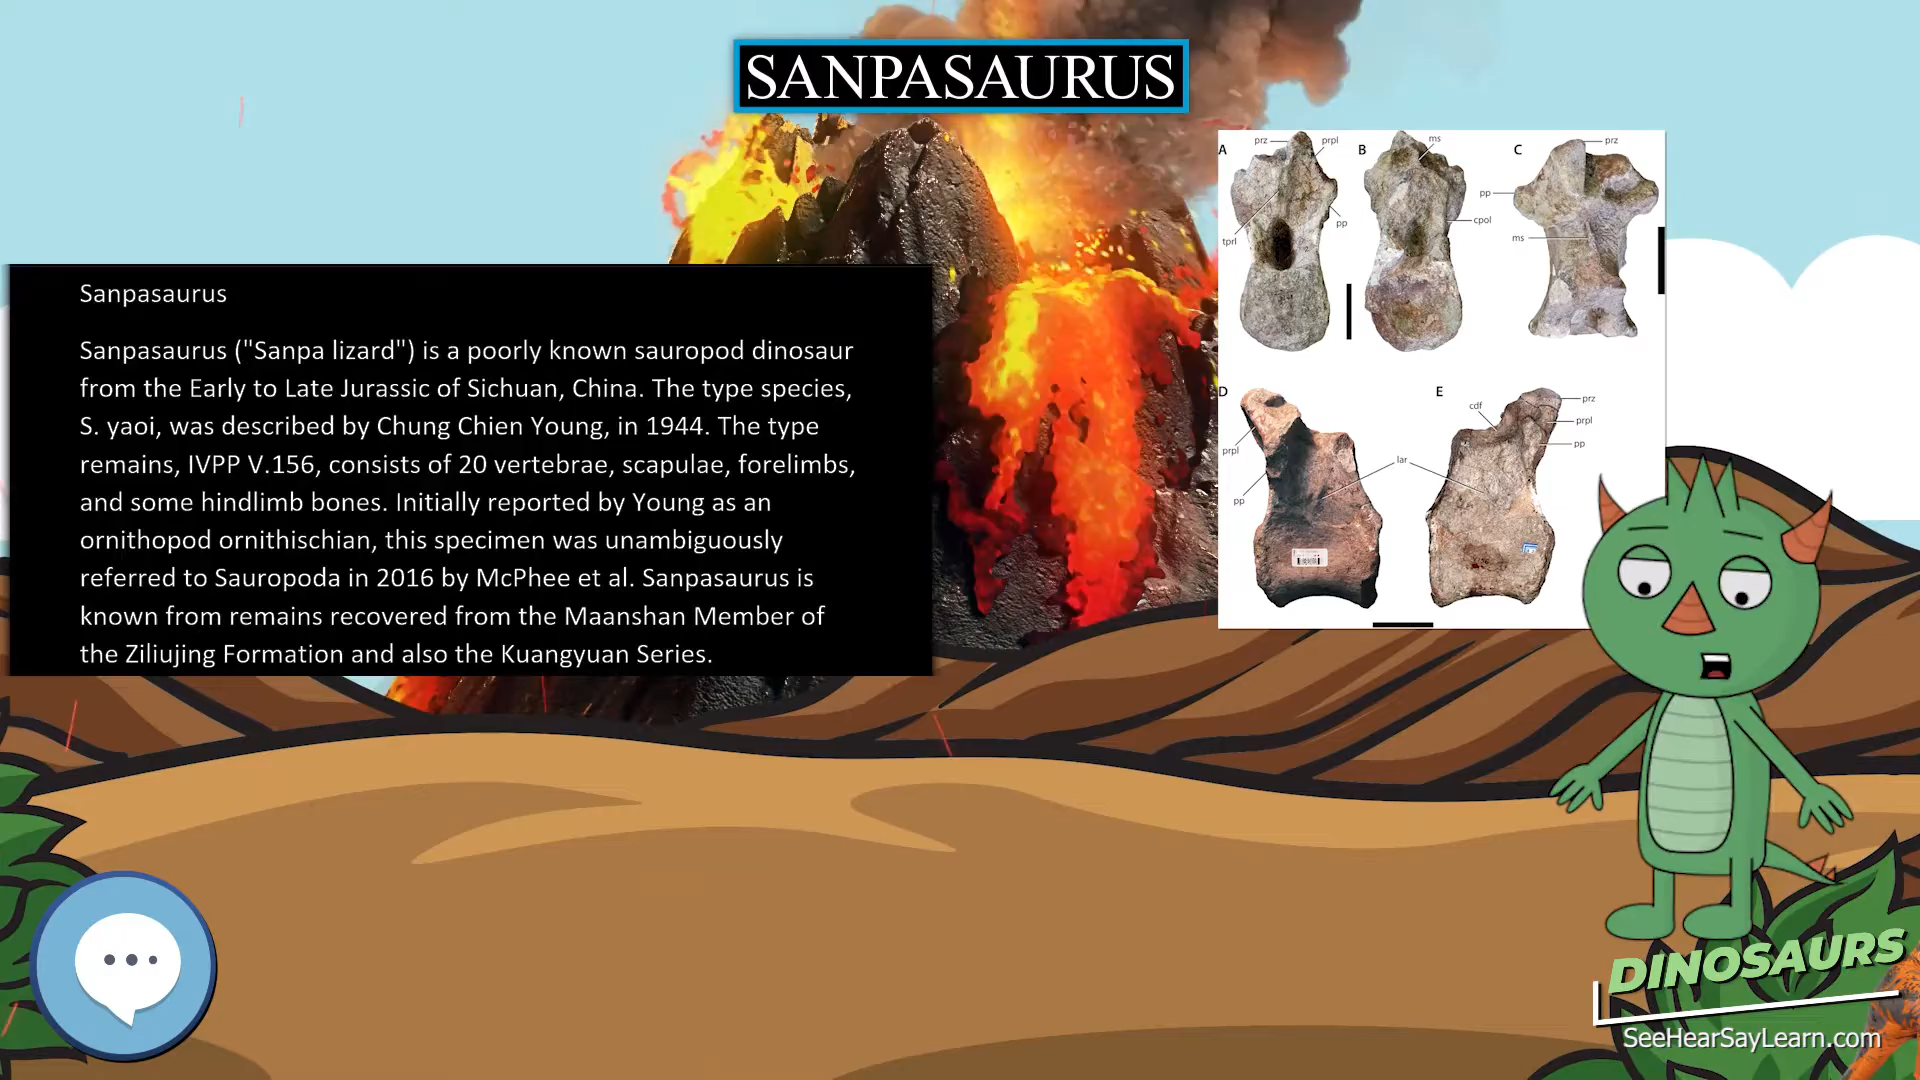 SANPASAURUS
Sanpasaurus
Sanpasaurus ("Sanpa lizard") is a poorly known sauropod dinosaur
from the Early to Late Jurassic of Sichuan, China. The type species,
S. yaoi, was described by Chung Chien Young, in 1944. The type
remains, IVPP V.156, consists of 20 vertebrae, scapulae, forelimbs,
and some hindlimb bones. Initially reported by Young as an
ornithopod ornithischian, this specimen was unambiguously
referred to Sauropoda in 2016 by McPhee et al. Sanpasaurus is
known from remains recovered from the Maanshan Member of
the Ziliujing Formation and also the Kuangyuan Series.
A prz prpl B ms C prz
pp
pp cpol
tprl ms
D E cdf prz
prpl
prpl pp
lar
pp
DINOSAURS
SeeHearSayLearn.com